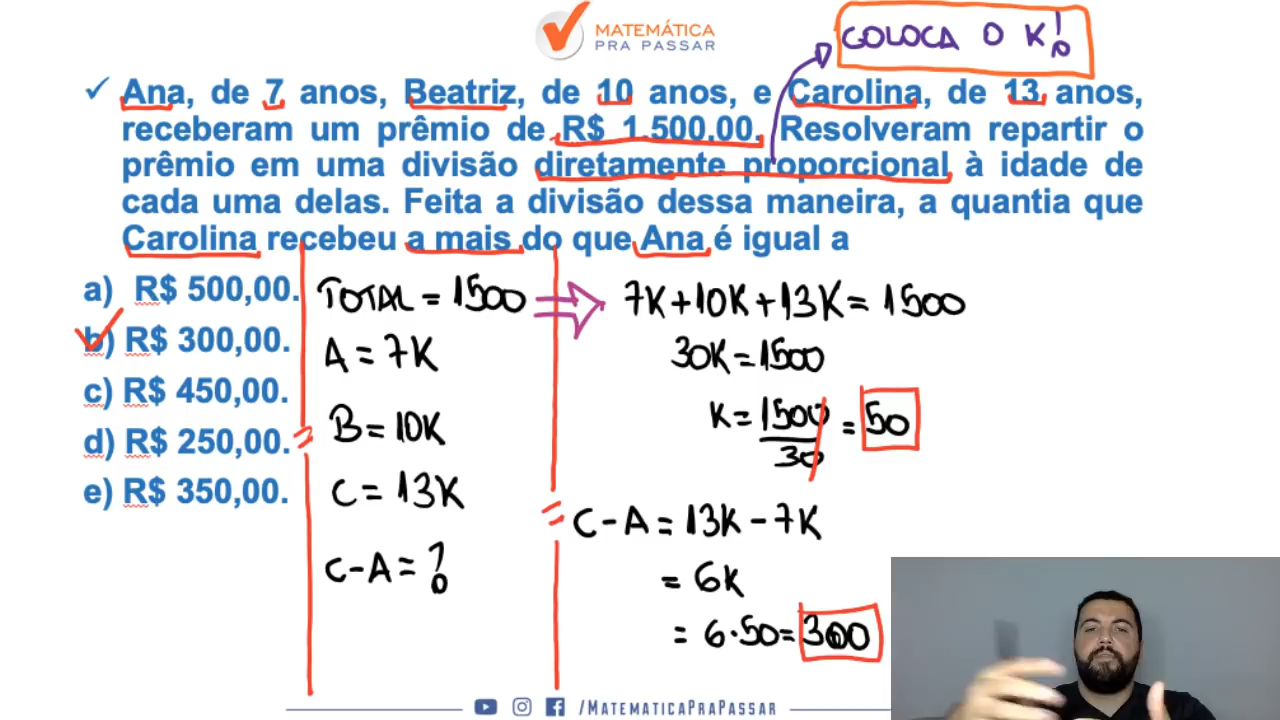 MATEMÁTICA
PRA PASSAR
COLOCA O K!
Ana, de 7 anos, Beatriz, de 10 anos, e Carolina, de 13 anos,
receberam um prêmio de R$ 1.500,00. Resolveram repartir o
prêmio em uma divisão diretamente proporcional à idade de
cada uma delas. Feita a divisão dessa maneira, a quantia que
Carolina recebeu a mais do que Ana é igual a
a) R$ 500,00.
b) R$ 300,00.
c) R$ 450,00.
d) R$ 250,00.
e) R$ 350,00.
TOTAL = 1500
A = 7K
B = 10K
C = 13K
C-A = ?
7K+10K+13K = 1500
30K = 1500
K = 1500/30 = 50
C-A = 13K - 7K
= 6K
= 6·50 = 300
/MATEMATICAPRAPASSAR